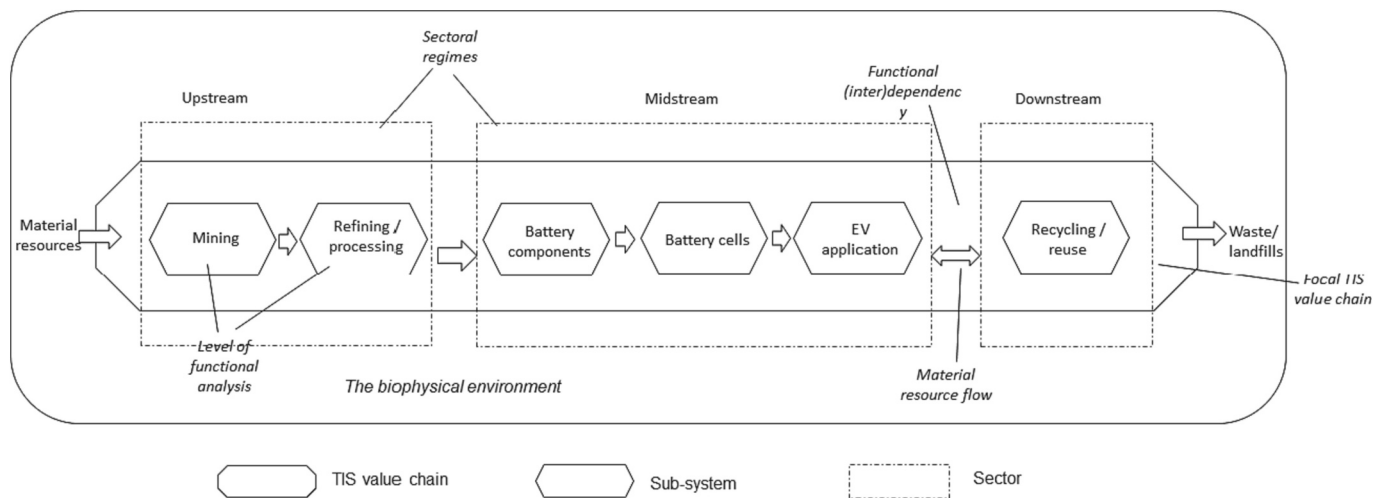 Sectoral
regimes
Functional
(inter)dependenc
y
Upstream
Midstream
Downstream
Material
resources
Mining
Refining /
processing
Battery
components
Battery cells
EV
application
Recycling /
reuse
Waste/
landfills
Focal TIS
value chain
Level of
functional
analysis
The biophysical environment
Material
resource flow
TIS value chain
Sub-system
Sector